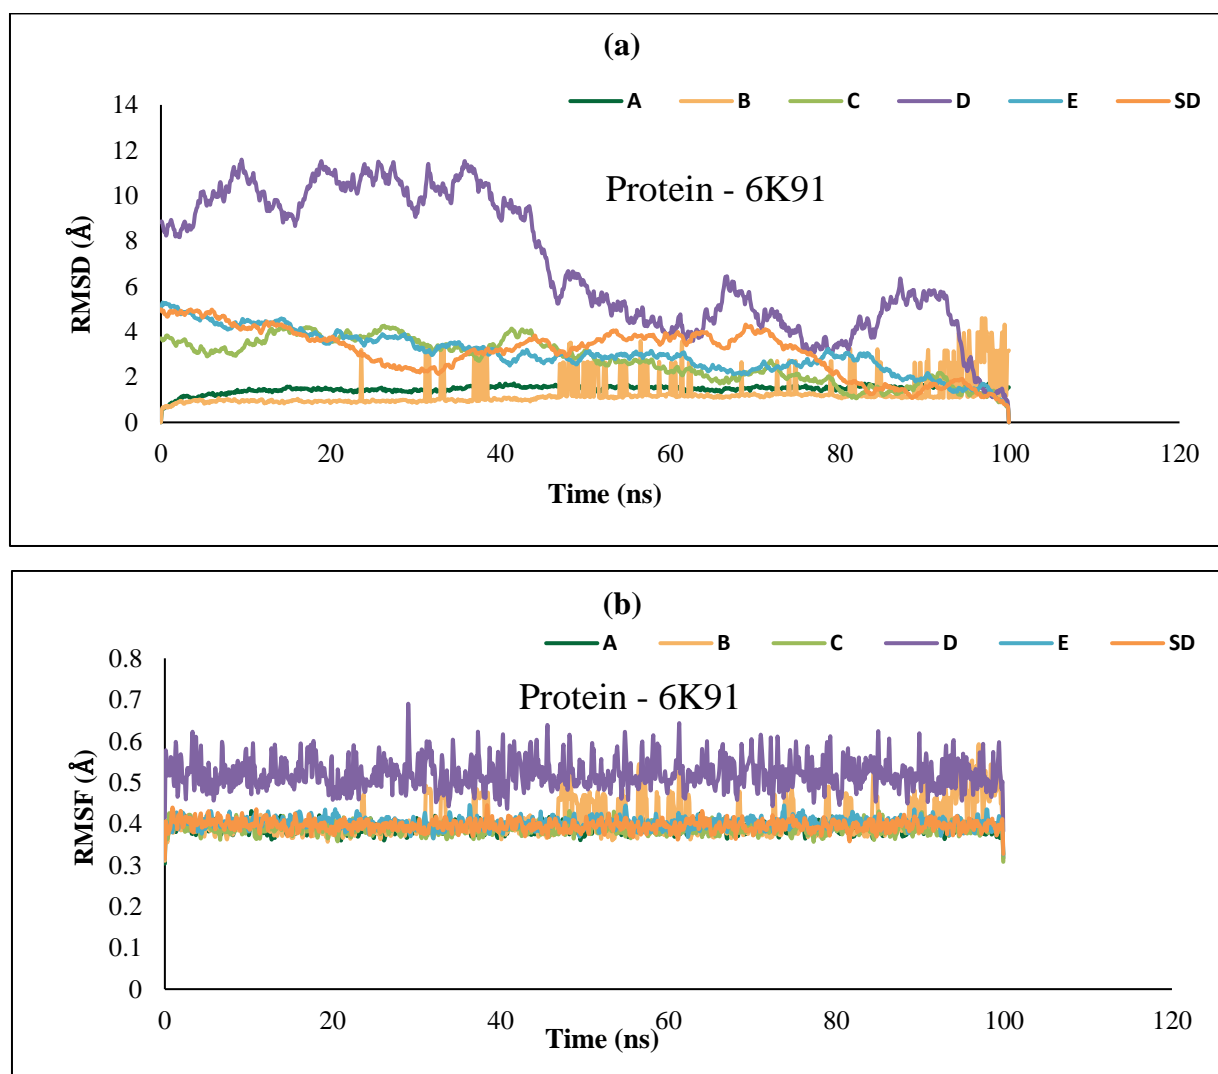 (a)
A B C D E SD
14
12
10
8
6
4
2
0
RMSD (Å)
Protein - 6K91
0 20 40 60 80 100 120
Time (ns)
(b)
A B C D E SD
0.8
0.7
0.6
0.5
0.4
0.3
0.2
0.1
0
RMSF (Å)
Protein - 6K91
0 20 40 60 80 100 120
Time (ns)